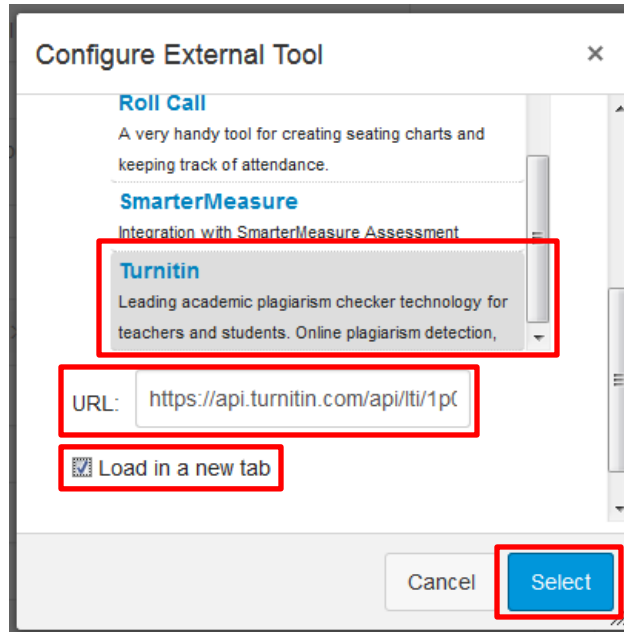 Configure External Tool ×
Roll Call
A very handy tool for creating seating charts and
keeping track of attendance.
SmarterMeasure
Integration with SmarterMeasure Assessment
Turnitin
Leading academic plagiarism checker technology for
teachers and students. Online plagiarism detection,
URL: https://api.turnitin.com/api/lti/1p(
Load in a new tab
Cancel Select